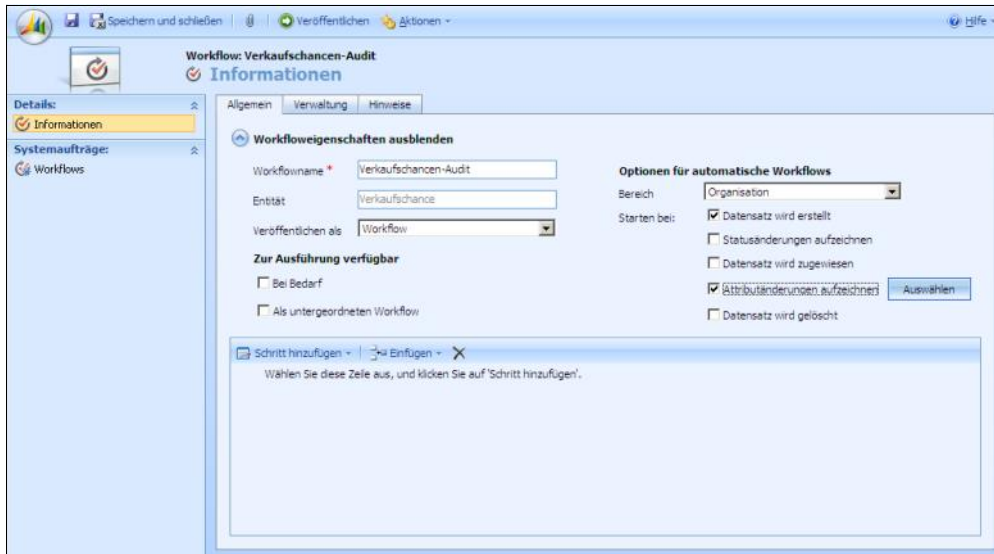 Speichern und schließen Veröffentlichen Aktionen Hilfe
Workflow: Verkaufschancen-Audit
Informationen
Details:
Informationen
Systemaufträge:
Workflows
Allgemein Verwaltung Hinweise
Workfloweigenschaften ausblenden
Workflowname * Verkaufschancen-Audit
Entität Verkaufschance
Veröffentlichen als Workflow
Zur Ausführung verfügbar
Bei Bedarf
Als untergeordneten Workflow
Optionen für automatische Workflows
Bereich Organisation
Starten bei: Datensatz wird erstellt
Statusänderungen aufzeichnen
Datensatz wird zugewiesen
Attributänderungen aufzeichnen Auswählen
Datensatz wird gelöscht
Schritt hinzufügen Einfügen
Wählen Sie diese Zeile aus, und klicken Sie auf 'Schritt hinzufügen'.